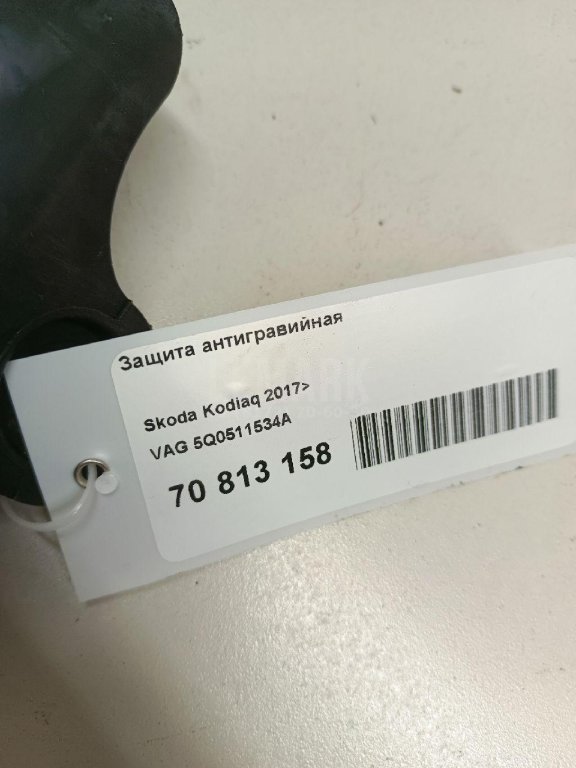 Защита антигравийная
Skoda Kodiaq 2017>
VAG 5Q0511534A
70 813 158